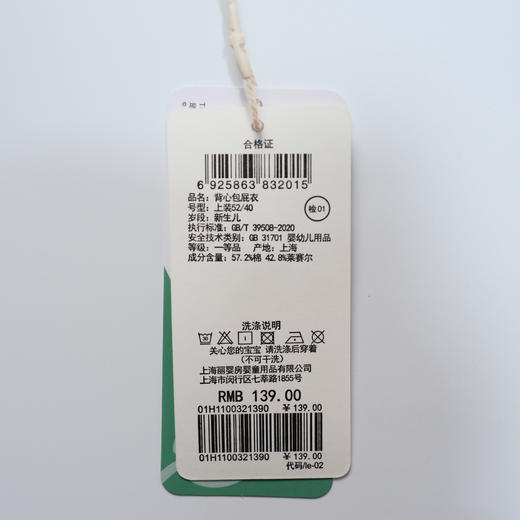 合格证
6 925863 832015
品名: 背心包屁衣
号型: 上装52/40
岁段: 新生儿
检01
执行标准: GB/T 39508-2020
安全技术类别: GB 31701 婴幼儿用品
等级: 一等品 产地: 上海
成分含量: 57.2%棉 42.8%莱赛尔
洗涤说明
关心您的宝宝 请洗涤后穿着
(不可干洗)
上海丽婴房婴童用品有限公司
上海市闵行区七莘路1855号
RMB 139.00
01H1100321390 ¥ 139.00
01H1100321390 ¥ 139.00
代码/le-02